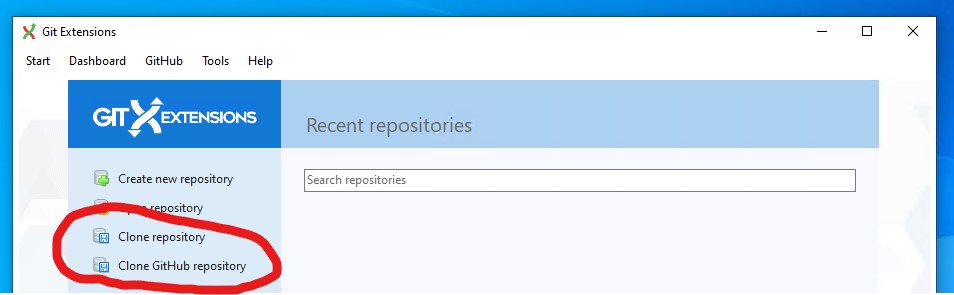 Git Extensions
Start Dashboard GitHub Tools Help
GIT EXTENSIONS
Recent repositories
Create new repository
Search repositories
Open repository
Clone repository
Clone GitHub repository